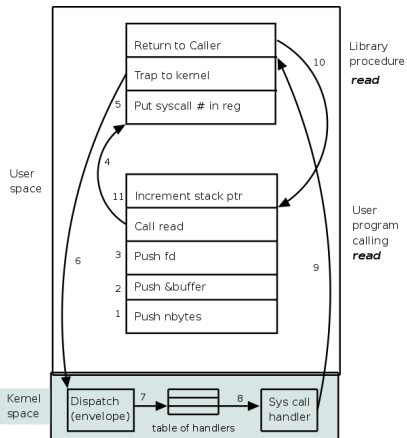 Return to Caller
Trap to kernel
5
Put syscall # in reg
10
Library
procedure
read
4
User
space
11
Increment stack ptr
Call read
3
Push fd
2
Push &buffer
1
Push nbytes
User
program
calling
read
6
9
Kernel
space
Dispatch
(envelope)
7
8
table of handlers
Sys call
handler